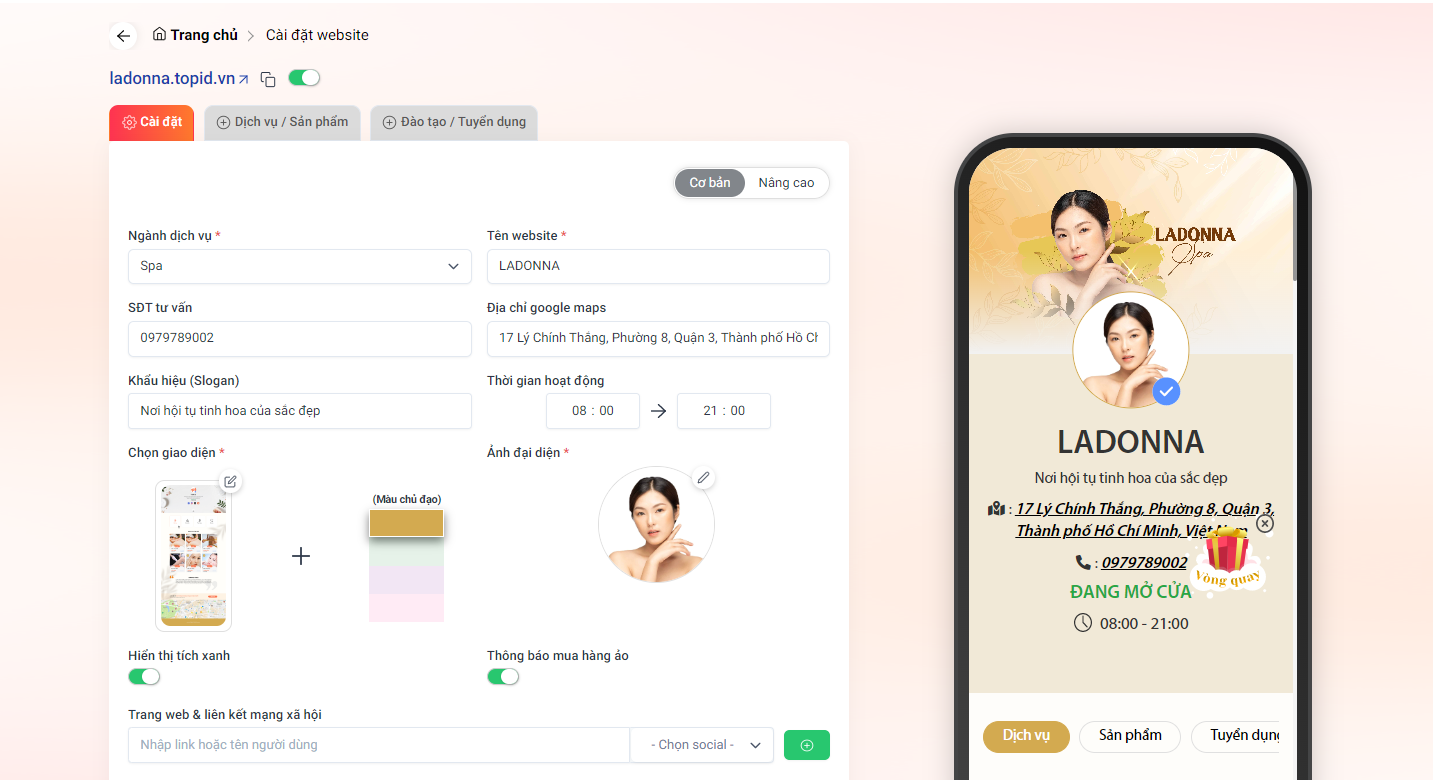 Trang chủ > Cài đặt website
ladonna.topid.vn
Cài đặt
Dịch vụ / Sản phẩm
Đào tạo / Tuyển dụng
Cơ bản
Nâng cao
Ngành dịch vụ *
Spa
Tên website *
LADONNA
SĐT tư vấn
0979789002
Địa chỉ google maps
17 Lý Chính Thắng, Phường 8, Quận 3, Thành phố Hồ Ch
Khẩu hiệu (Slogan)
Nơi hội tụ tinh hoa của sắc đẹp
Thời gian hoạt động
08 : 00
21 : 00
Chọn giao diện *
(Màu chủ đạo)
Ảnh đại diện *
Hiển thị tích xanh
Thông báo mua hàng ảo
Trang web & liên kết mạng xã hội
Nhập link hoặc tên người dùng
- Chọn social -
LADONNA
Spa
LADONNA
Nơi hội tụ tinh hoa của sắc đẹp
: 17 Lý Chính Thắng, Phường 8, Quận 3,
Thành phố Hồ Chí Minh, Việt Nam
: 0979789002
Vòng quay
ĐANG MỞ CỬA
08:00 - 21:00
Dịch vụ
Sản phẩm
Tuyển dụng